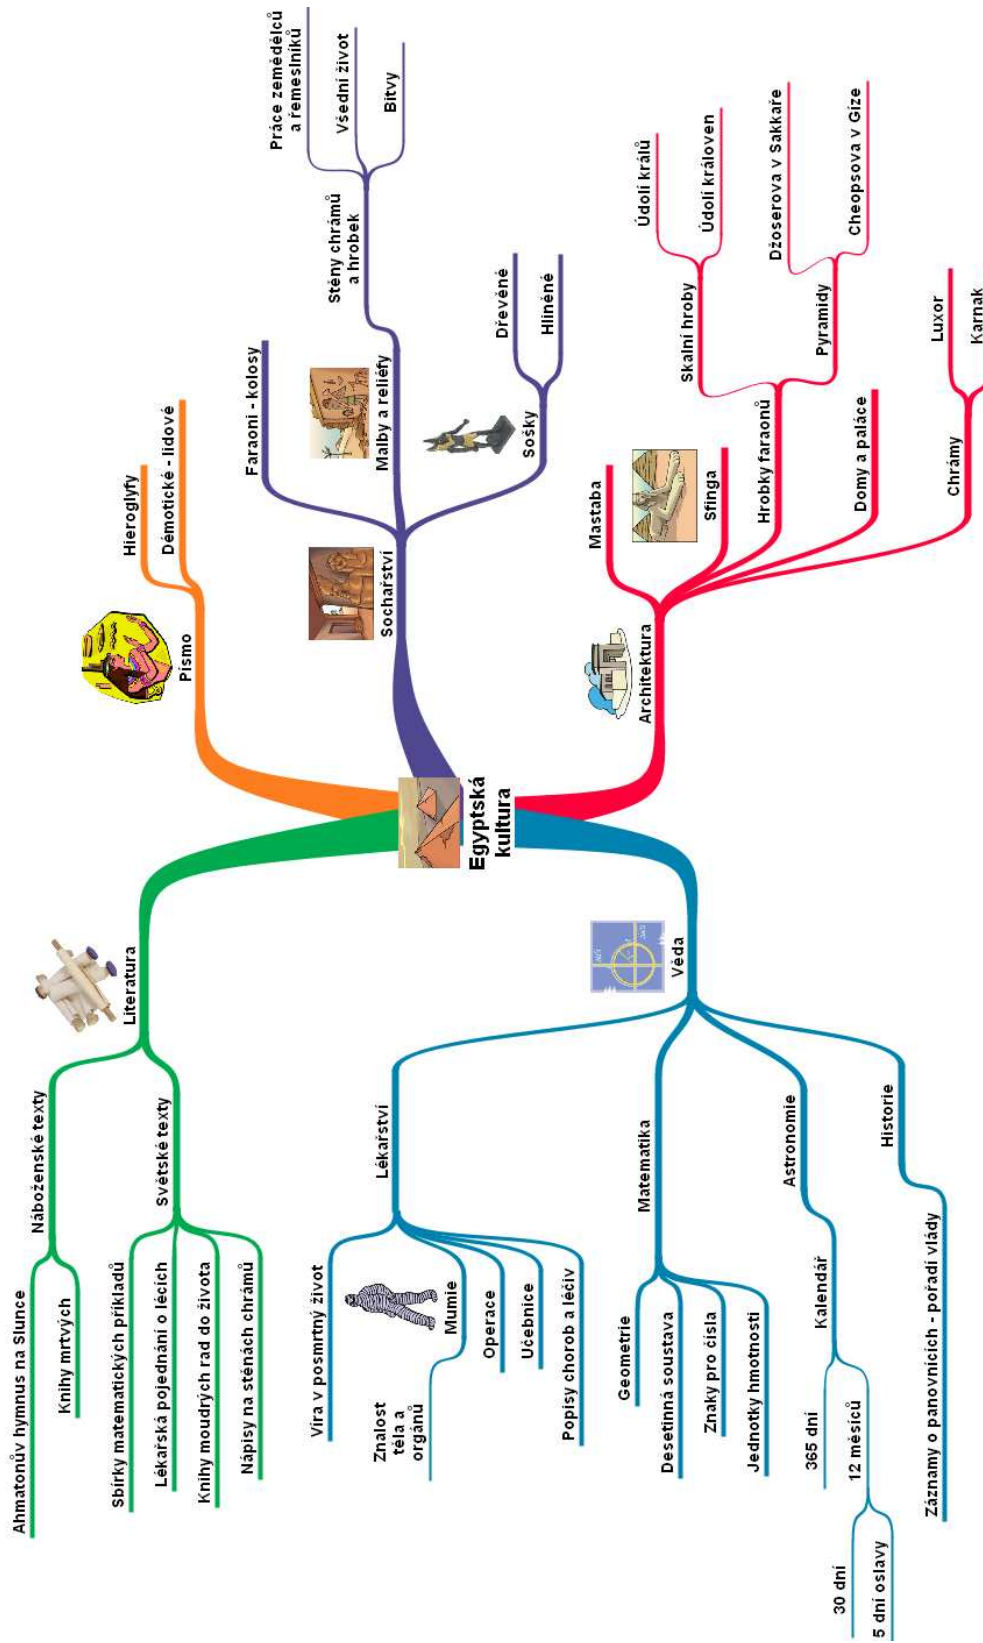 Egyptská
kultura
Písmo
Hieroglyfy
Démotické - lidové
Sochařství
Faraoni - kolosy
Malby a reliéfy
Stěny chrámů
a hrobek
Práce zemědělců
a řemeslníků
Všední život
Bitvy
Sošky
Dřevěné
Hliněné
Architektura
Mastaba
Sfinga
Hrobky faraonů
Skalní hroby
Údolí králů
Údolí královen
Pyramidy
Džoserova v Sakkaře
Cheopsova v Gíze
Domy a paláce
Chrámy
Luxor
Karnak
Literatura
Náboženské texty
Ahmatonův hymnus na Slunce
Knihy mrtvých
Světské texty
Sbírky matematických příkladů
Lékářská pojednání o lécích
Knihy moudrých rad do života
Nápisy na stěnách chrámů
Věda
Lékařství
Víra v posmrtný život
Mumie
Znalost
těla a
orgánů
Operace
Učebnice
Popisy chorob a léčiv
Matematika
Geometrie
Desetinná soustava
Znaky pro čísla
Jednotky hmotnosti
Astronomie
Kalendář
365 dní
12 měsíců
30 dní
5 dní oslavy
Historie
Záznamy o panovnících - pořadí vlády